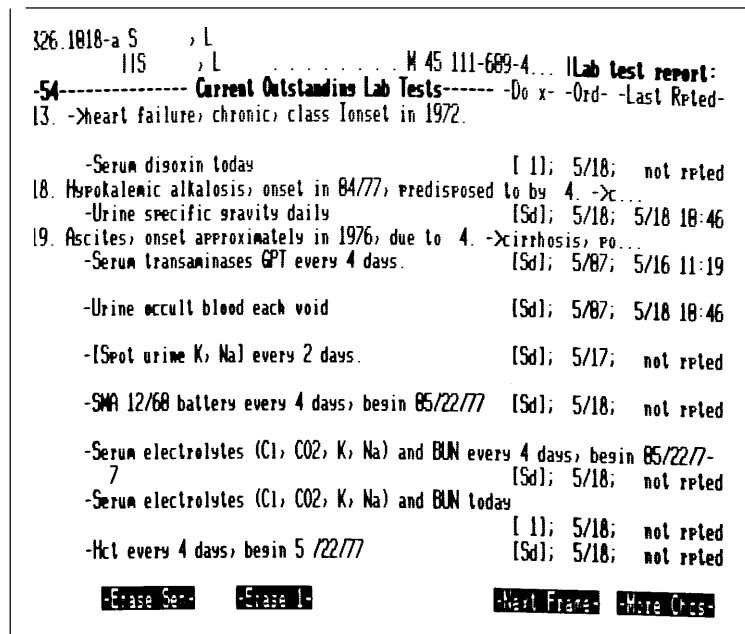 326.1818-a S , L
IIS , L . . . . . . . . . M 45 111-689-4... |Lab test report:
-54--------------- Current Outstanding Lab Tests------ -Do x- -Ord- -Last Rpted-
13. ->heart failure, chronic, class Ionset in 1972.
-Serum digoxin today [ 1]; 5/18; not rpted
18. Hypokalemic alkalosis, onset in 04/77, predisposed to by 4. ->c...
-Urine specific gravity daily [Sd]; 5/18; 5/18 10:46
19. Ascites, onset approximately in 1976, due to 4. ->cirrhosis, po...
-Serum transaminases GPT every 4 days. [Sd]; 5/07; 5/16 11:19
-Urine occult blood each void [Sd]; 5/07; 5/18 10:46
-[Spot urine K, Na] every 2 days. [Sd]; 5/17; not rpted
-SMA 12/60 battery every 4 days, begin 05/22/77 [Sd]; 5/18; not rpted
-Serum electrolytes (Cl, CO2, K, Na) and BUN every 4 days, begin 05/22/7-
7 [Sd]; 5/18; not rpted
-Serum electrolytes (Cl, CO2, K, Na) and BUN today
[ 1]; 5/18; not rpted
-Hct every 4 days, begin 5 /22/77 [Sd]; 5/18; not rpted
-Erase Ser- -Erase 1- -Next Frame- -More Chcs-